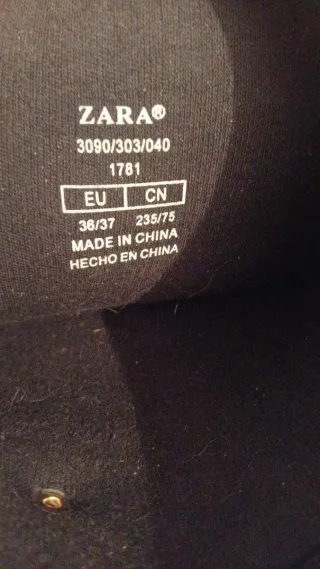 ZARA®
3090/303/040
1781
EU CN
36/37 235/75
MADE IN CHINA
HECHO EN CHINA